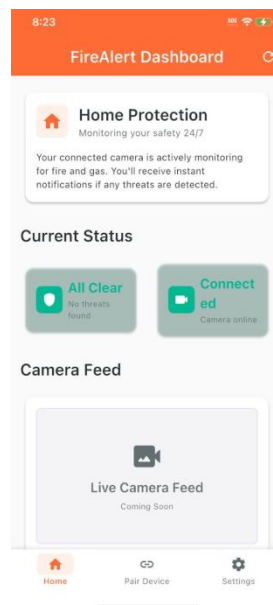 8:23
FireAlert Dashboard
Home Protection
Monitoring your safety 24/7
Your connected camera is actively monitoring
for fire and gas. You'll receive instant
notifications if any threats are detected.
Current Status
All Clear
No threats
found
Connect
ed
Camera online
Camera Feed
Live Camera Feed
Coming Soon
Home
Pair Device
Settings